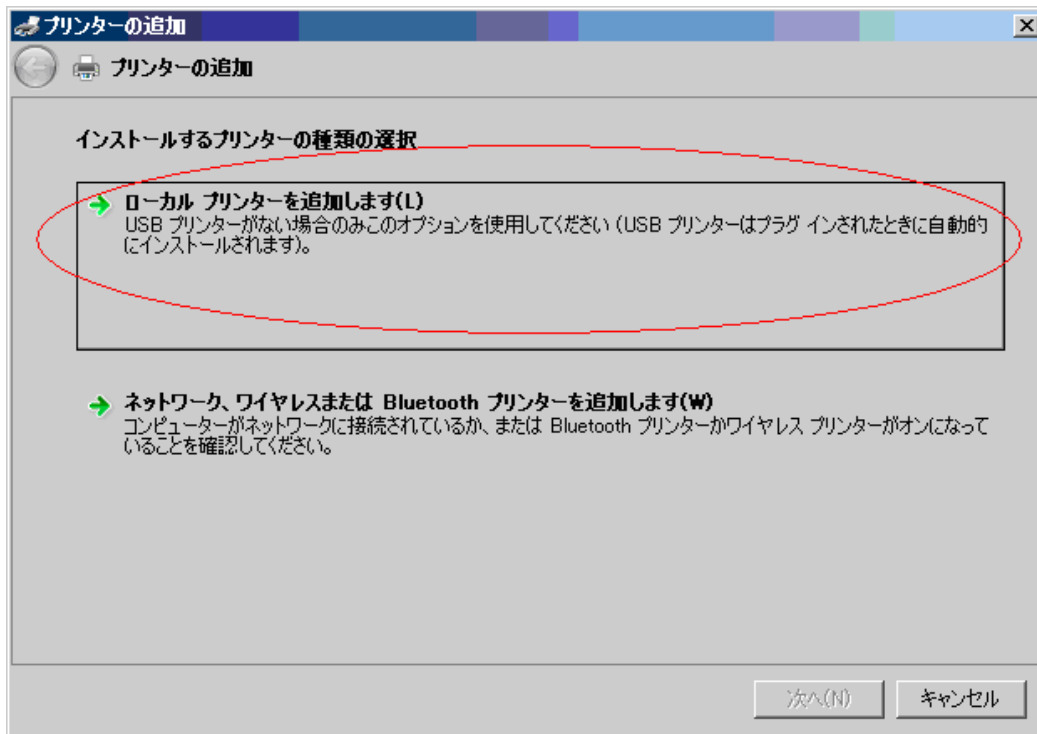 プリンターの追加
プリンターの追加
インストールするプリンターの種類の選択
ローカル プリンターを追加します(L)
USB プリンターがない場合のみこのオプションを使用してください (USB プリンターはプラグ インされたときに自動的
にインストールされます)。
ネットワーク、ワイヤレスまたは Bluetooth プリンターを追加します(W)
コンピューターがネットワークに接続されているか、または Bluetooth プリンターかワイヤレス プリンターがオンになって
いることを確認してください。
次へ(N)
キャンセル